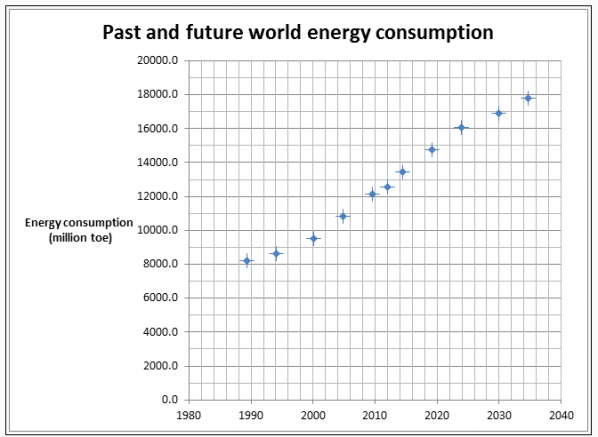 Past and future world energy consumption
20000.0
18000.0
16000.0
14000.0
12000.0
Energy consumption
(million toe)
10000.0
8000.0
6000.0
4000.0
2000.0
0.0
1980 1990 2000 2010 2020 2030 2040